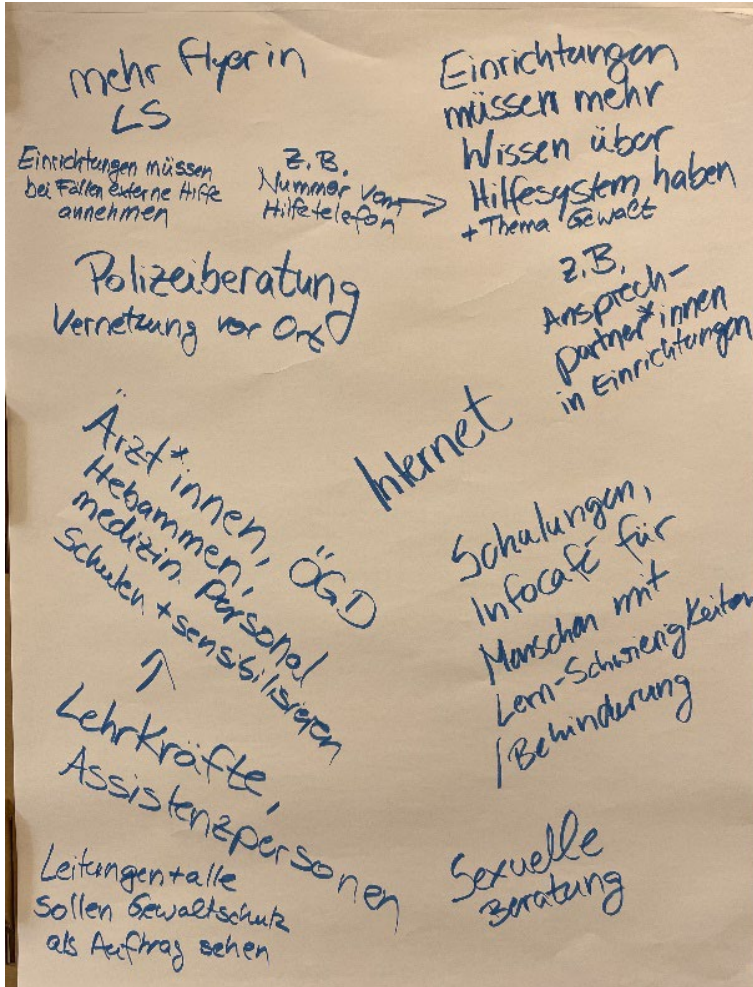 mehr Flyer in
LS
Einrichtungen müssen
bei Fällen externe Hilfe
annehmen
z.B.
Nummer vom
Hilfetelefon
→
Einrichtungen
müssen mehr
Wissen über
Hilfesystem haben
+ Thema Gewalt
z.B.
Ansprech-
partner*innen
in Einrichtungen
Polizeiberatung
Vernetzung vor Ort
Internet
Ärzt*innen, ÖGD
Hebammen,
medizin. Personal
Schulen + sensibilisieren
↑
Lehrkräfte,
Assistenzpersonen
Schulungen,
Infocafé für
Menschen mit
Lern-Schwierigkeiten
/Behinderung
Leitungen + alle
sollen Gewaltschutz
als Auftrag sehen
Sexuelle
Beratung